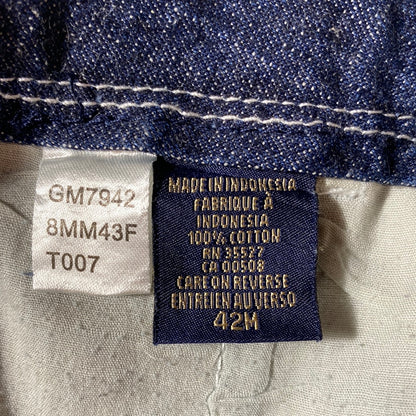 GM7942
8MM43F
T007
MADE IN INDONESIA
FABRIQUE À
INDONESIA
100% COTTON
RN 35527
CA 00508
CARE ON REVERSE
ENTRETIEN AU VERSO
42M